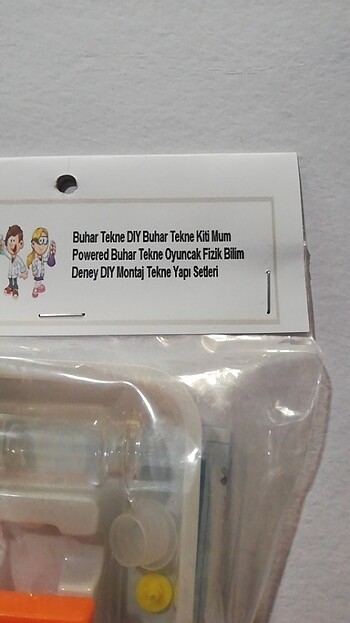 Buhar Tekne DIY Buhar Tekne Kiti Mum
Powered Buhar Tekne Oyuncak Fizik Bilim
Deney DIY Montaj Tekne Yapı Setleri